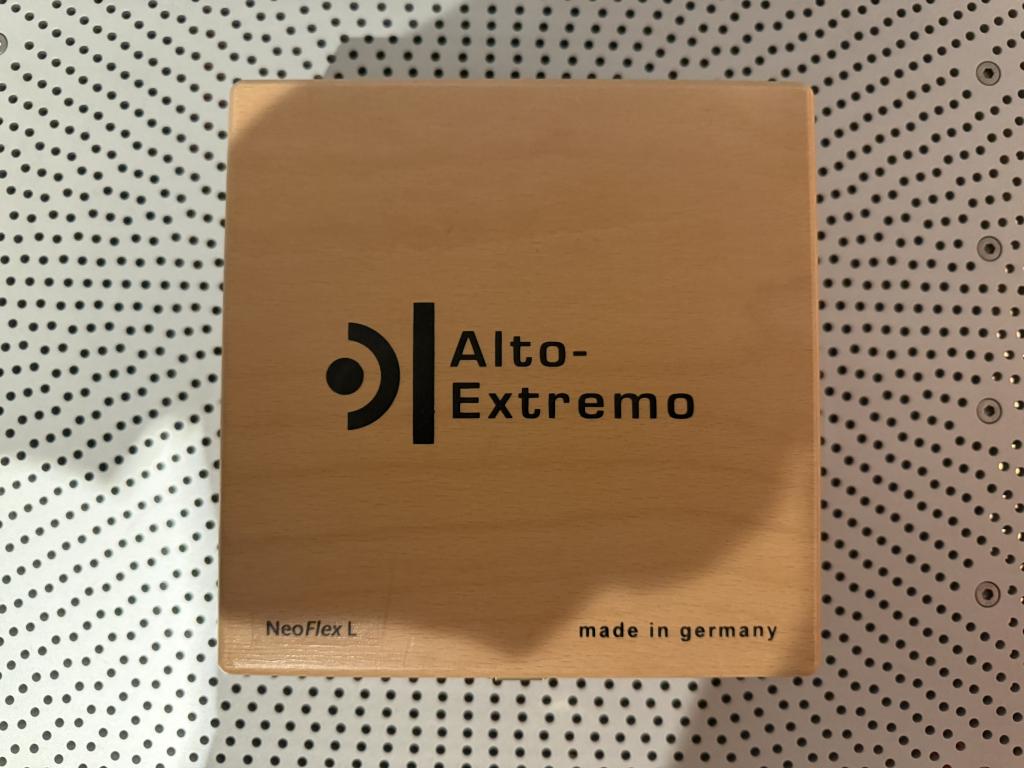 Alto-
Extremo
NeoFlex L
made in germany